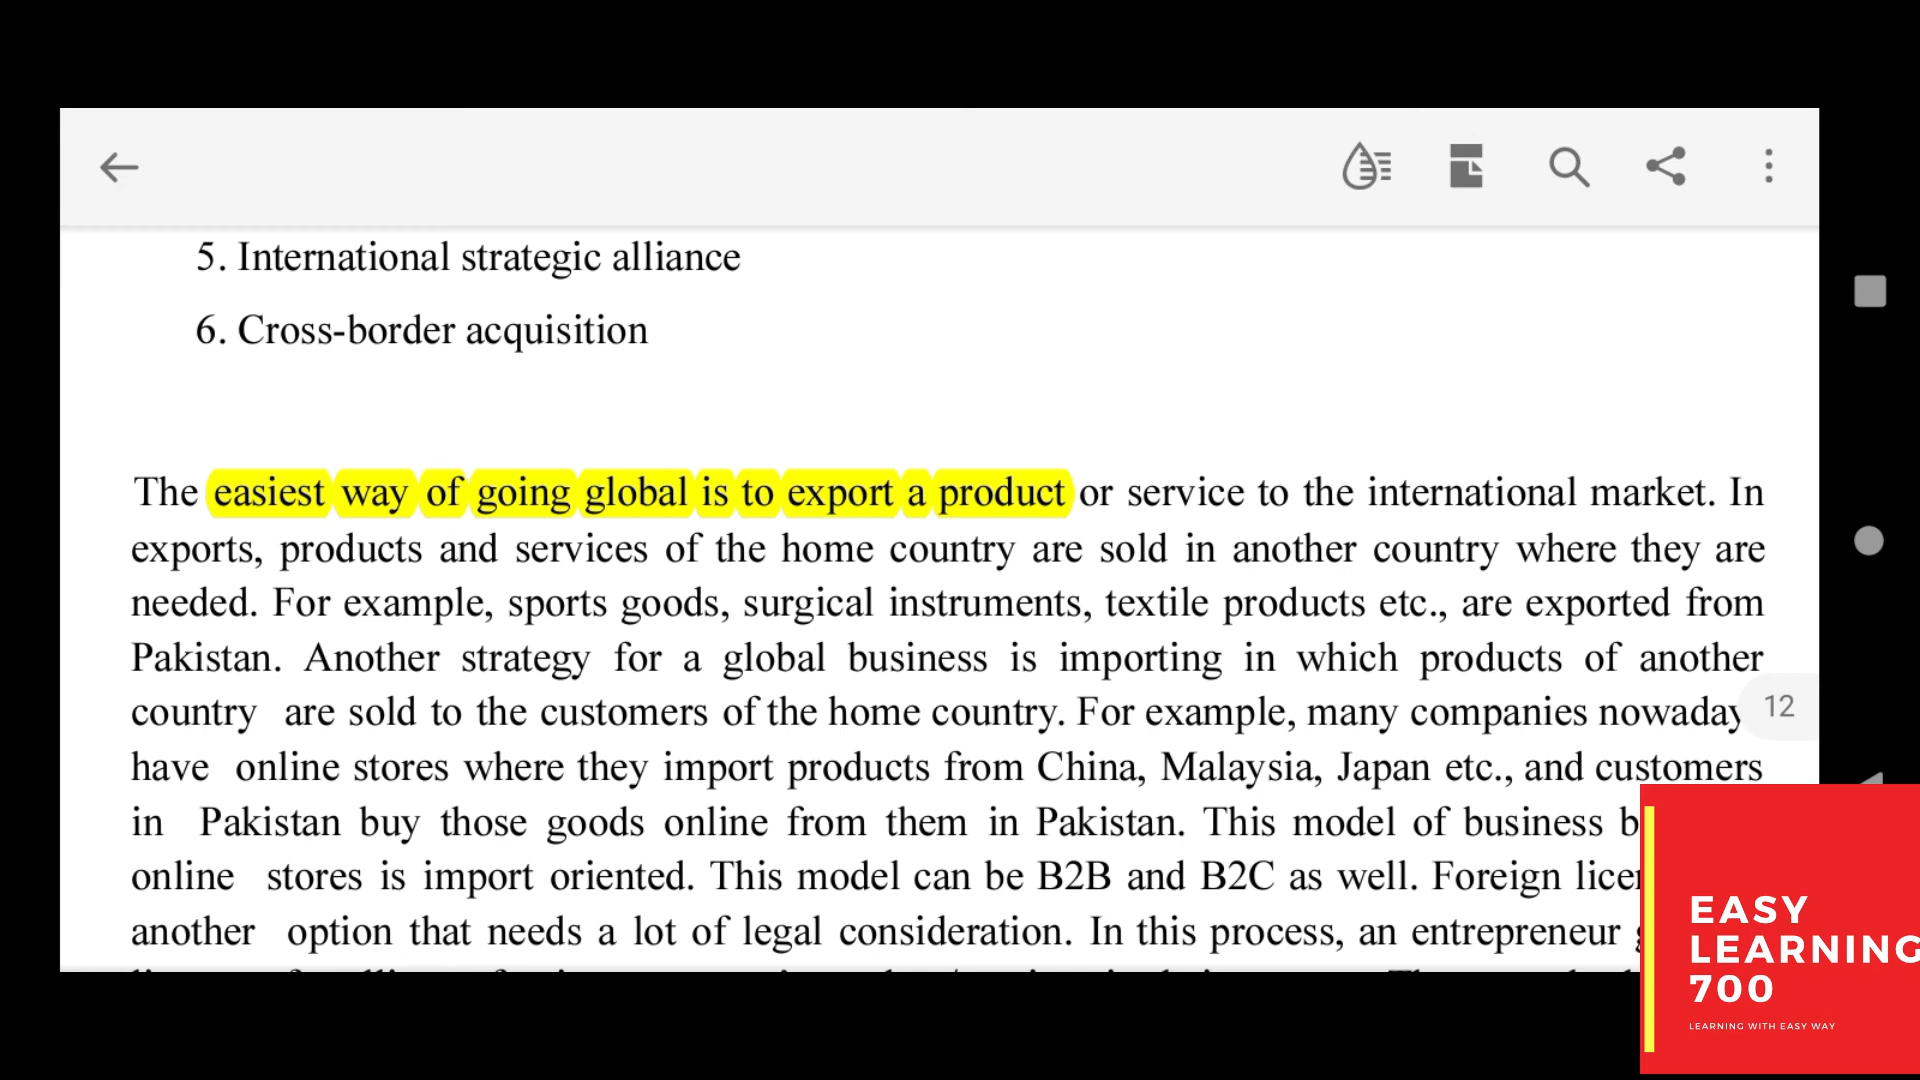 5. International strategic alliance
6. Cross-border acquisition
The easiest way of going global is to export a product or service to the international market. In
exports, products and services of the home country are sold in another country where they are
needed. For example, sports goods, surgical instruments, textile products etc., are exported from
Pakistan. Another strategy for a global business is importing in which products of another
country are sold to the customers of the home country. For example, many companies nowaday
12
have online stores where they import products from China, Malaysia, Japan etc., and customers
in Pakistan buy those goods online from them in Pakistan. This model of business b
online stores is import oriented. This model can be B2B and B2C as well. Foreign licen
another option that needs a lot of legal consideration. In this process, an entrepreneur
EASY
LEARNING
700
LEARNING WITH EASY WAY